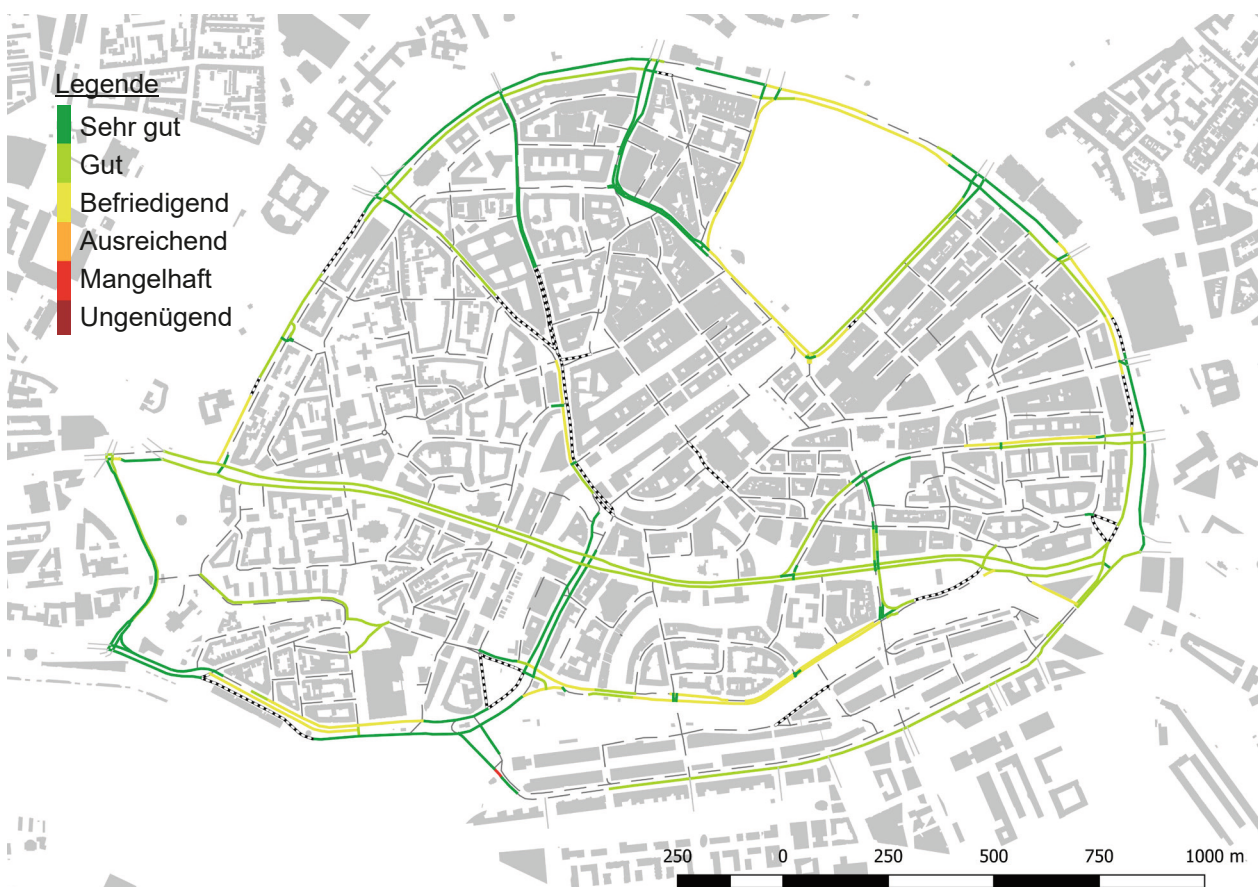 Legende
Sehr gut
Gut
Befriedigend
Ausreichend
Mangelhaft
Ungenügend
250 0 250 500 750 1000 m